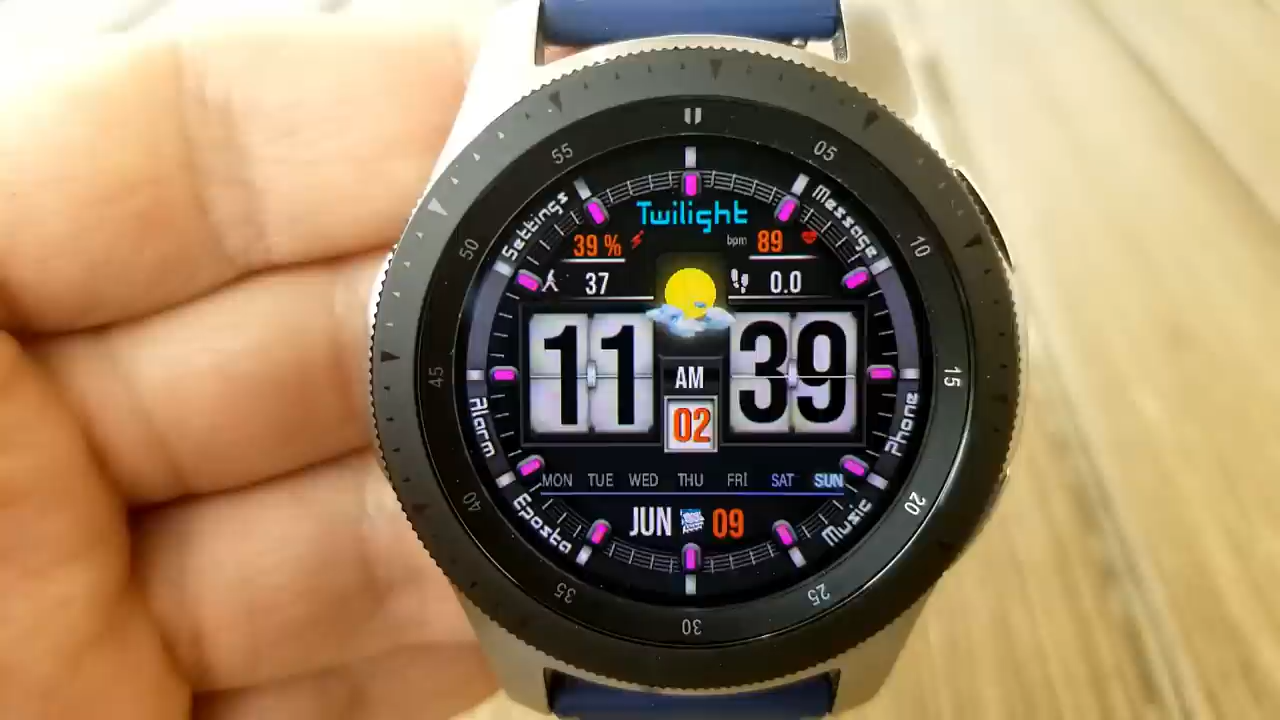 55
05
50
10
45
15
40
20
35
25
30
Settings
Message
Twilight
39 %
bpm 89
37
0.0
11 39
AM
02
Alarm
Phone
MON TUE WED THU FRİ SAT SUN
Eposta
Music
JUN 09